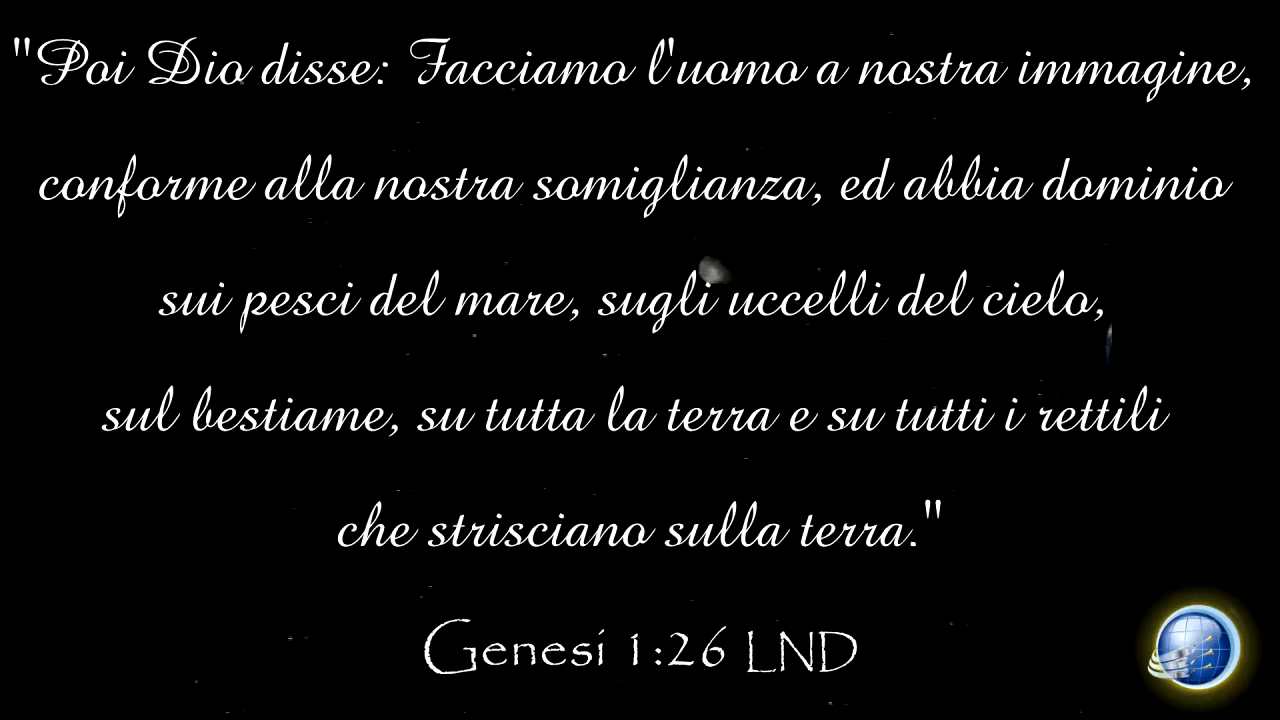 "Poi Dio disse: Facciamo l'uomo a nostra immagine,
conforme alla nostra somiglianza, ed abbia dominio
sui pesci del mare, sugli uccelli del cielo,
sul bestiame, su tutta la terra e su tutti i rettili
che strisciano sulla terra."
Genesi 1:26 LND